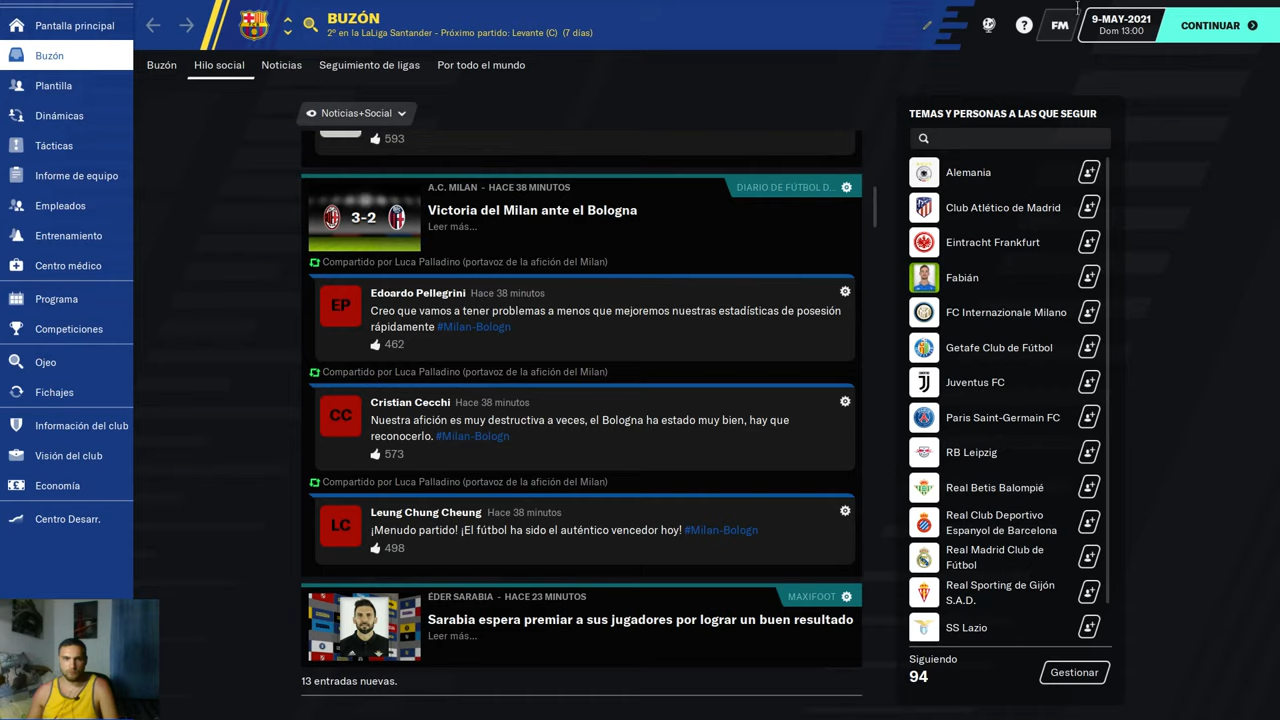 Pantalla principal
Buzón
Plantilla
Dinámicas
Tácticas
Informe de equipo
Empleados
Entrenamiento
Centro médico
Programa
Competiciones
Ojeo
Fichajes
Información del club
Visión del club
Economía
Centro Desarr.
BUZÓN
2º en la LaLiga Santander - Próximo partido: Levante (C) (7 días)
FM
9-MAY-2021
Dom 13:00
CONTINUAR
Buzón Hilo social Noticias Seguimiento de ligas Por todo el mundo
Noticias+Social
593
A.C. MILAN - HACE 38 MINUTOS
DIARIO DE FÚTBOL D...
3-2
Victoria del Milan ante el Bologna
Leer más...
Compartido por Luca Palladino (portavoz de la afición del Milan)
EP
Edoardo Pellegrini Hace 38 minutos
Creo que vamos a tener problemas a menos que mejoremos nuestras estadísticas de posesión
rápidamente #Milan-Bologn
462
Compartido por Luca Palladino (portavoz de la afición del Milan)
CC
Cristian Cecchi Hace 38 minutos
Nuestra afición es muy destructiva a veces, el Bologna ha estado muy bien, hay que
reconocerlo. #Milan-Bologn
573
Compartido por Luca Palladino (portavoz de la afición del Milan)
LC
Leung Chung Cheung Hace 38 minutos
¡Menudo partido! ¡El fútbol ha sido el auténtico vencedor hoy! #Milan-Bologn
498
ÉDER SARABIA - HACE 23 MINUTOS
MAXIFOOT
Sarabia espera premiar a sus jugadores por lograr un buen resultado
Leer más...
13 entradas nuevas.
TEMAS Y PERSONAS A LAS QUE SEGUIR
Alemania
Club Atlético de Madrid
Eintracht Frankfurt
Fabián
FC Internazionale Milano
Getafe Club de Fútbol
Juventus FC
Paris Saint-Germain FC
RB Leipzig
Real Betis Balompié
Real Club Deportivo
Espanyol de Barcelona
Real Madrid Club de
Fútbol
Real Sporting de Gijón
S.A.D.
SS Lazio
Siguiendo
94
Gestionar